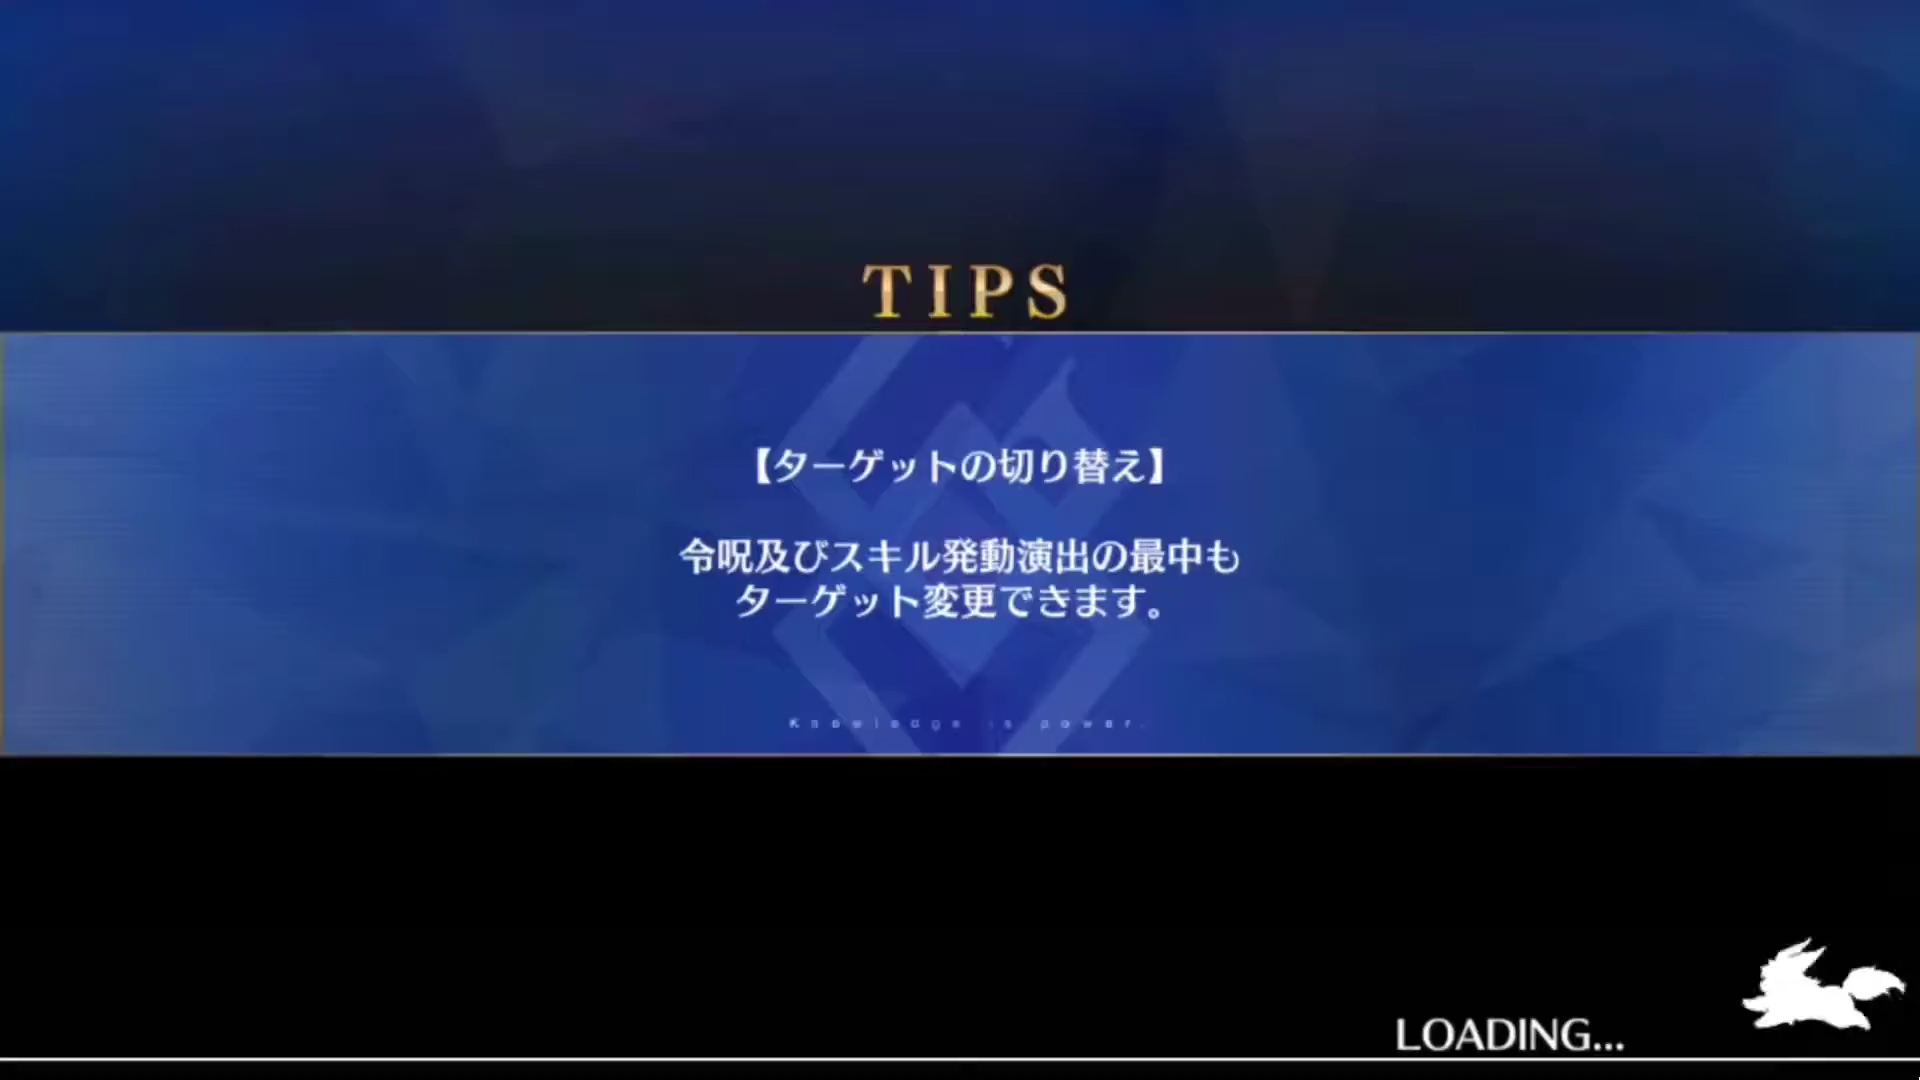 TIPS
【ターゲットの切り替え】
令呪及びスキル発動演出の最中も
ターゲット変更できます。
Knowledge is power.
LOADING...